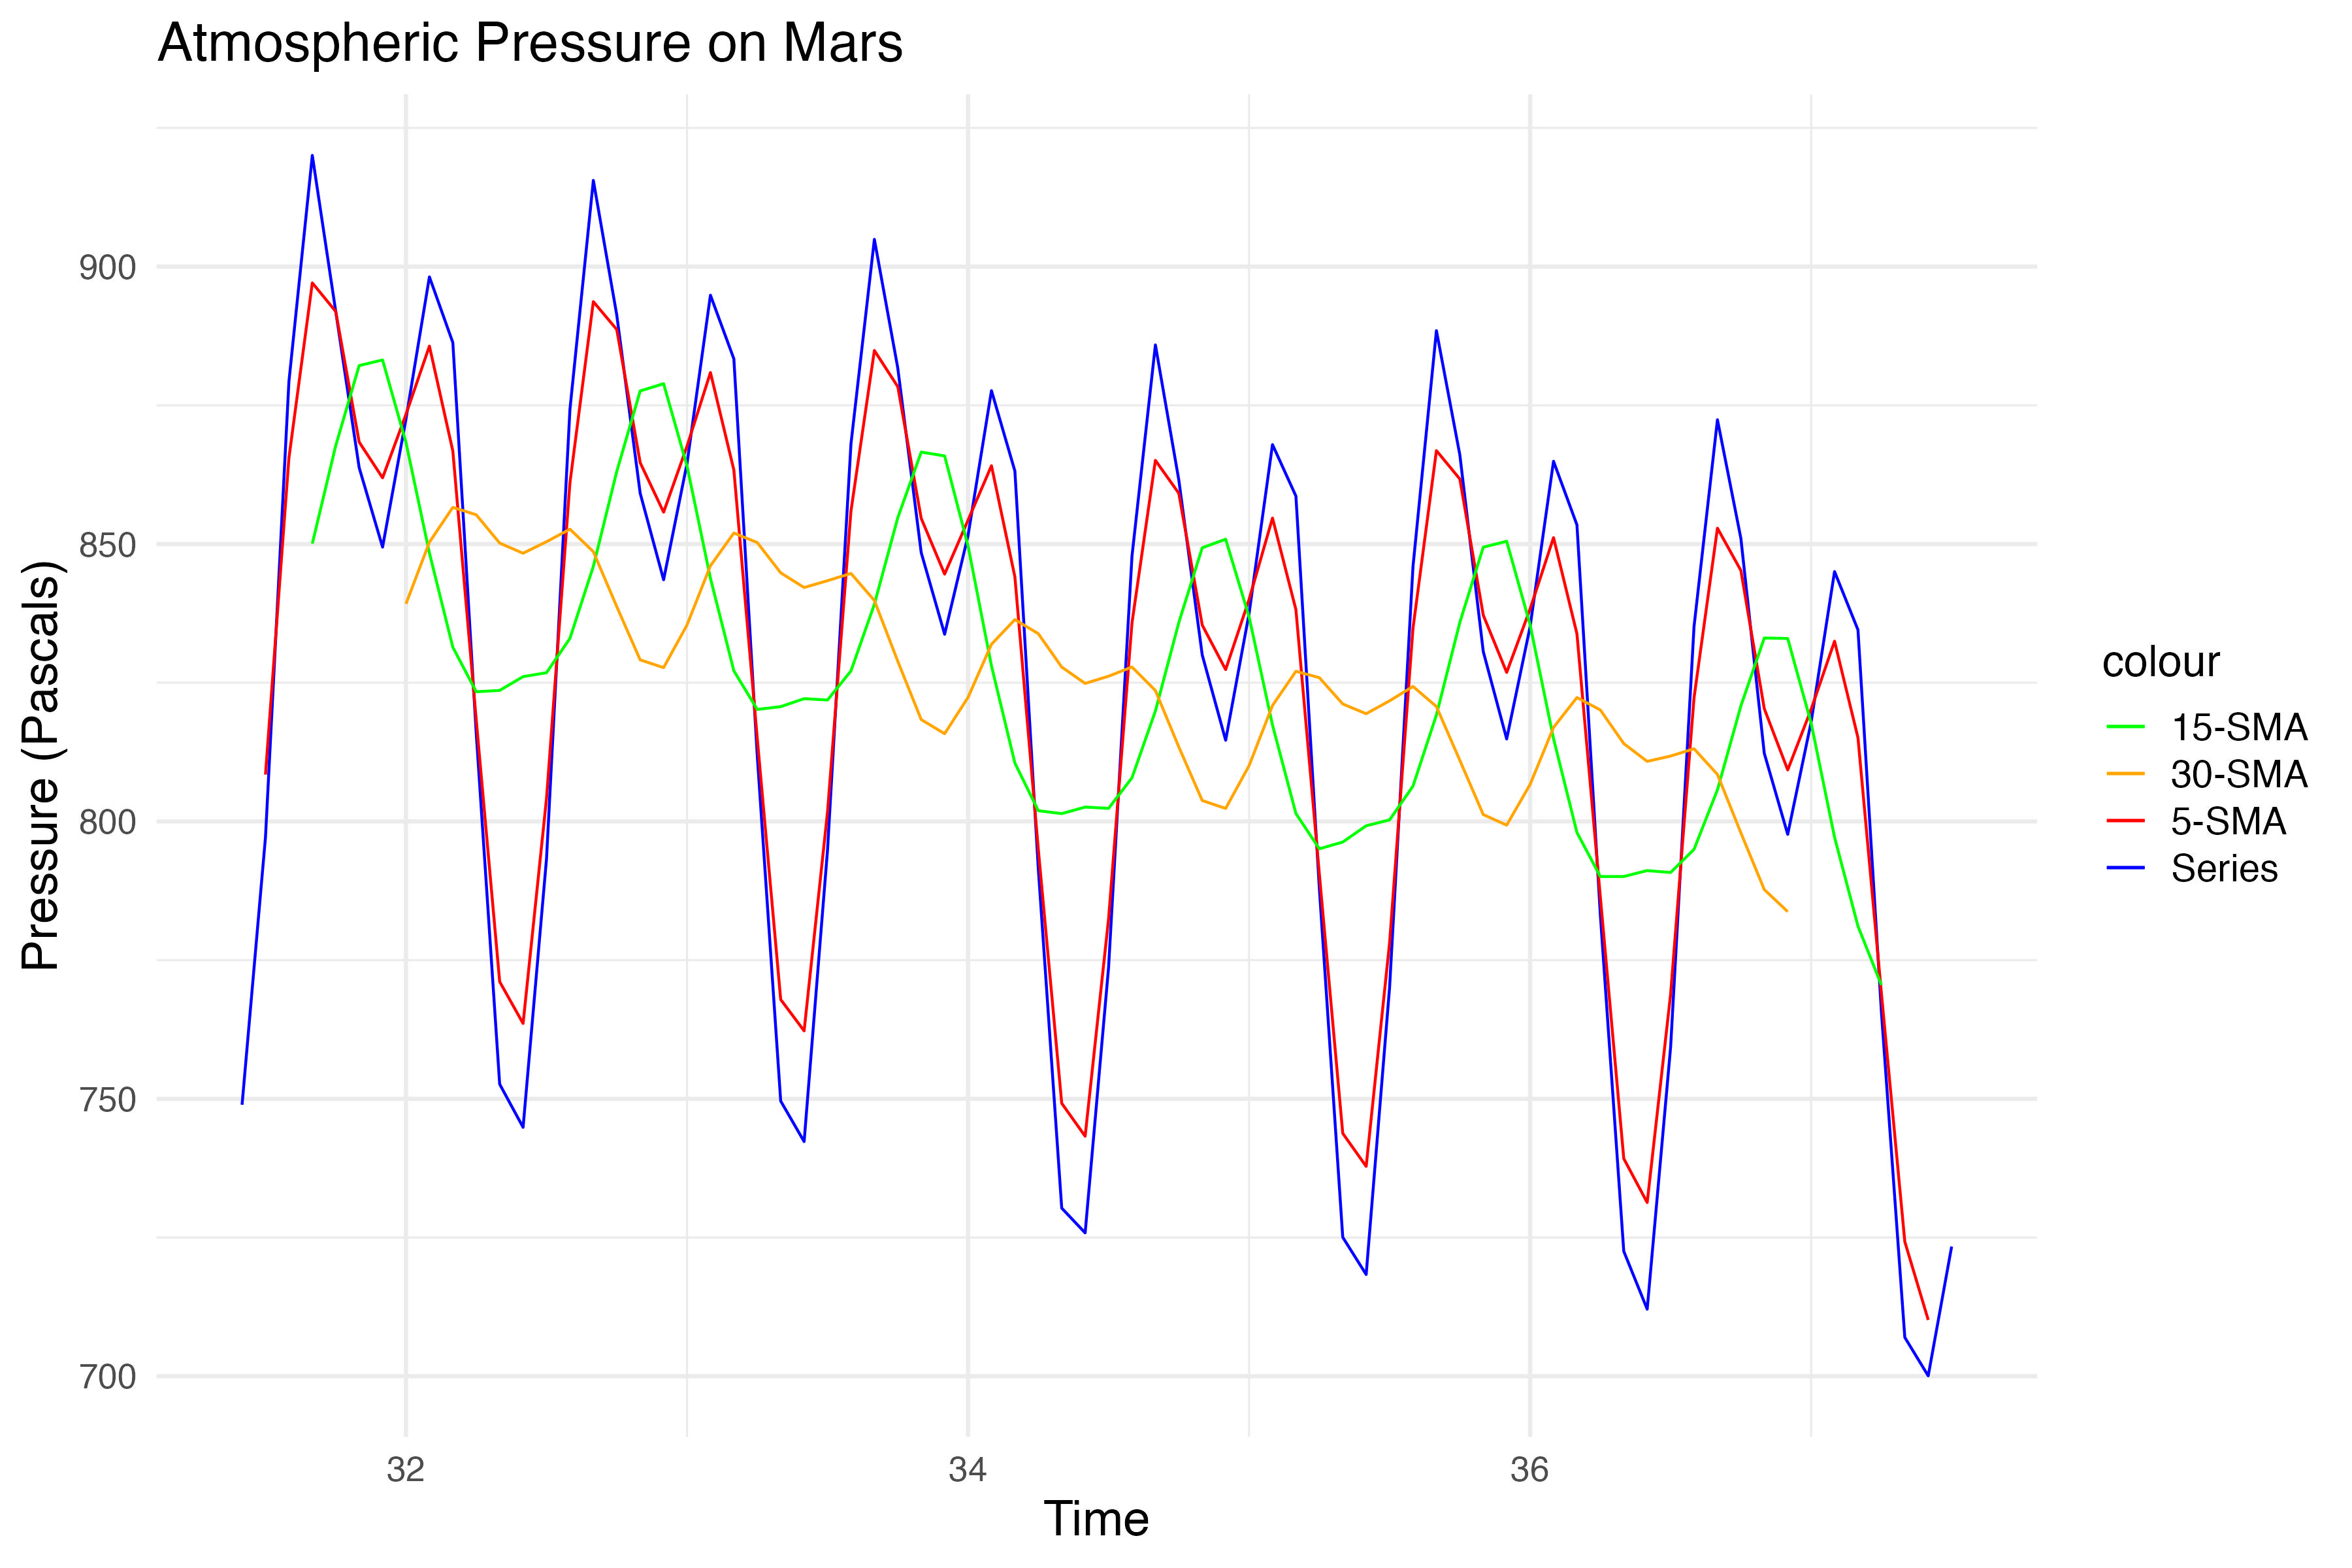 Atmospheric Pressure on Mars
Pressure (Pascals)
900
850
800
750
700
32
34
36
Time
colour
15-SMA
30-SMA
5-SMA
Series